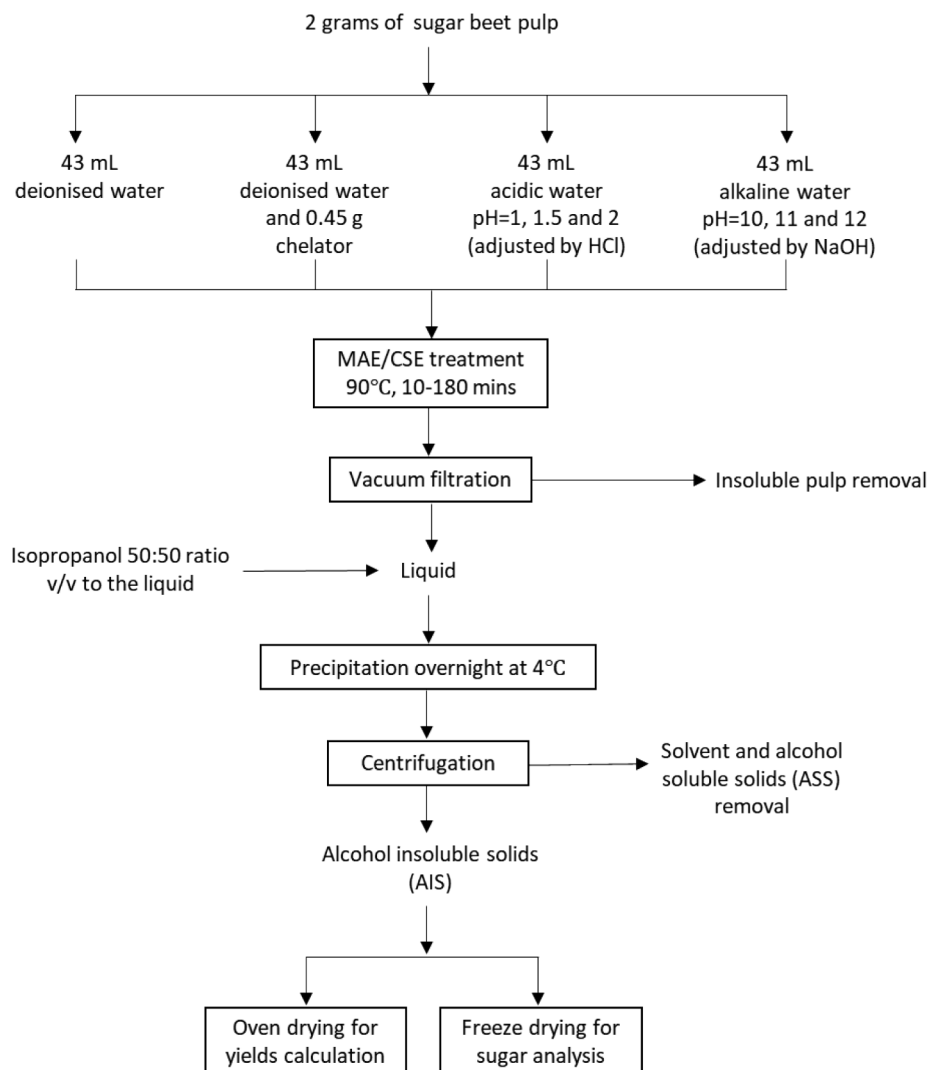 2 grams of sugar beet pulp
43 mL
deionised water
43 mL
deionised water
and 0.45 g
chelator
43 mL
acidic water
pH=1, 1.5 and 2
(adjusted by HCl)
43 mL
alkaline water
pH=10, 11 and 12
(adjusted by NaOH)
MAE/CSE treatment
90℃, 10-180 mins
Vacuum filtration
Insoluble pulp removal
Isopropanol 50:50 ratio
v/v to the liquid
Liquid
Precipitation overnight at 4℃
Centrifugation
Solvent and alcohol
soluble solids (ASS)
removal
Alcohol insoluble solids
(AIS)
Oven drying for
yields calculation
Freeze drying for
sugar analysis